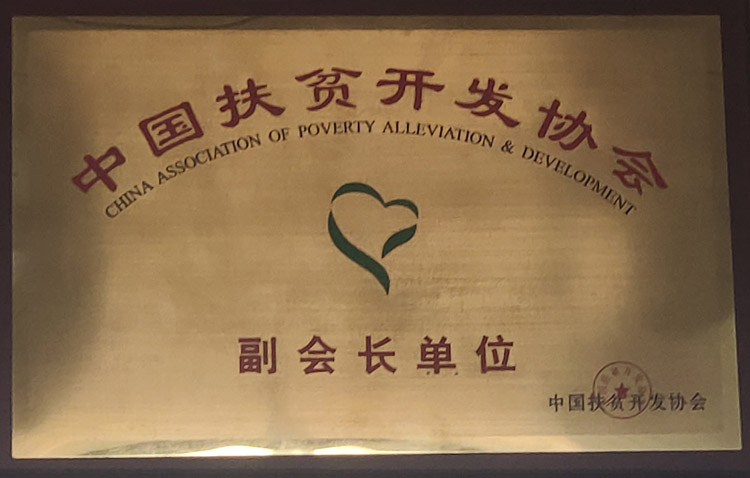 中国扶贫开发协会
CHINA ASSOCIATION OF POVERTY ALLEVIATION & DEVELOPMENT
副会长单位
中国扶贫开发协会